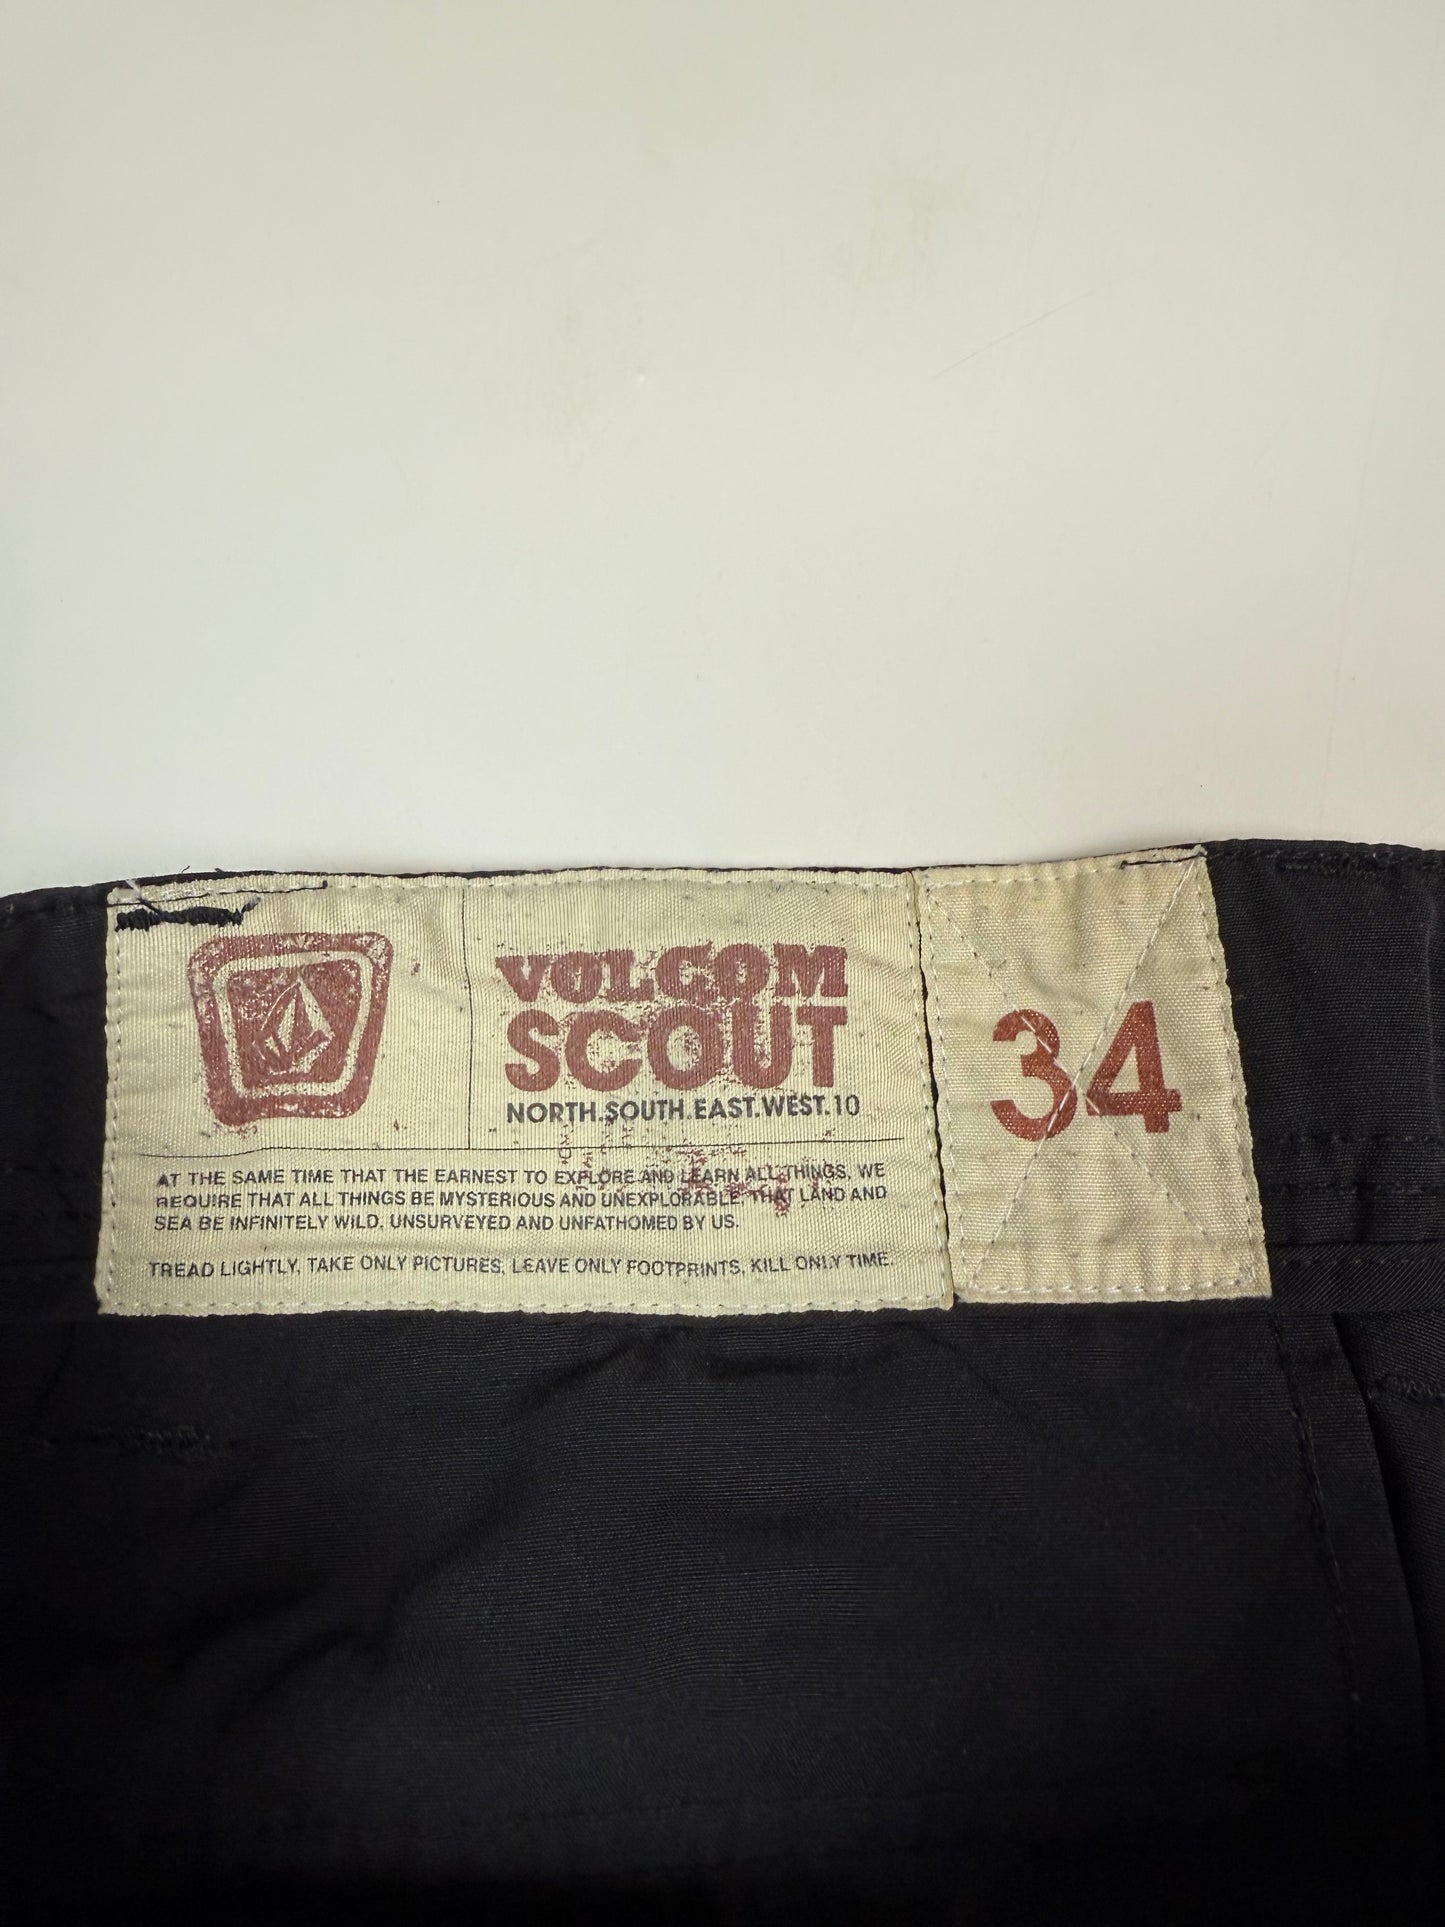 VOLCOM
SCOUT
NORTH.SOUTH.EAST.WEST.10
34
AT THE SAME TIME THAT THE EARNEST TO EXPLORE AND LEARN ALL THINGS, WE
REQUIRE THAT ALL THINGS BE MYSTERIOUS AND UNEXPLORABLE, THAT LAND AND
SEA BE INFINITELY WILD, UNSURVEYED AND UNFATHOMED BY US.
TREAD LIGHTLY, TAKE ONLY PICTURES, LEAVE ONLY FOOTPRINTS, KILL ONLY TIME.